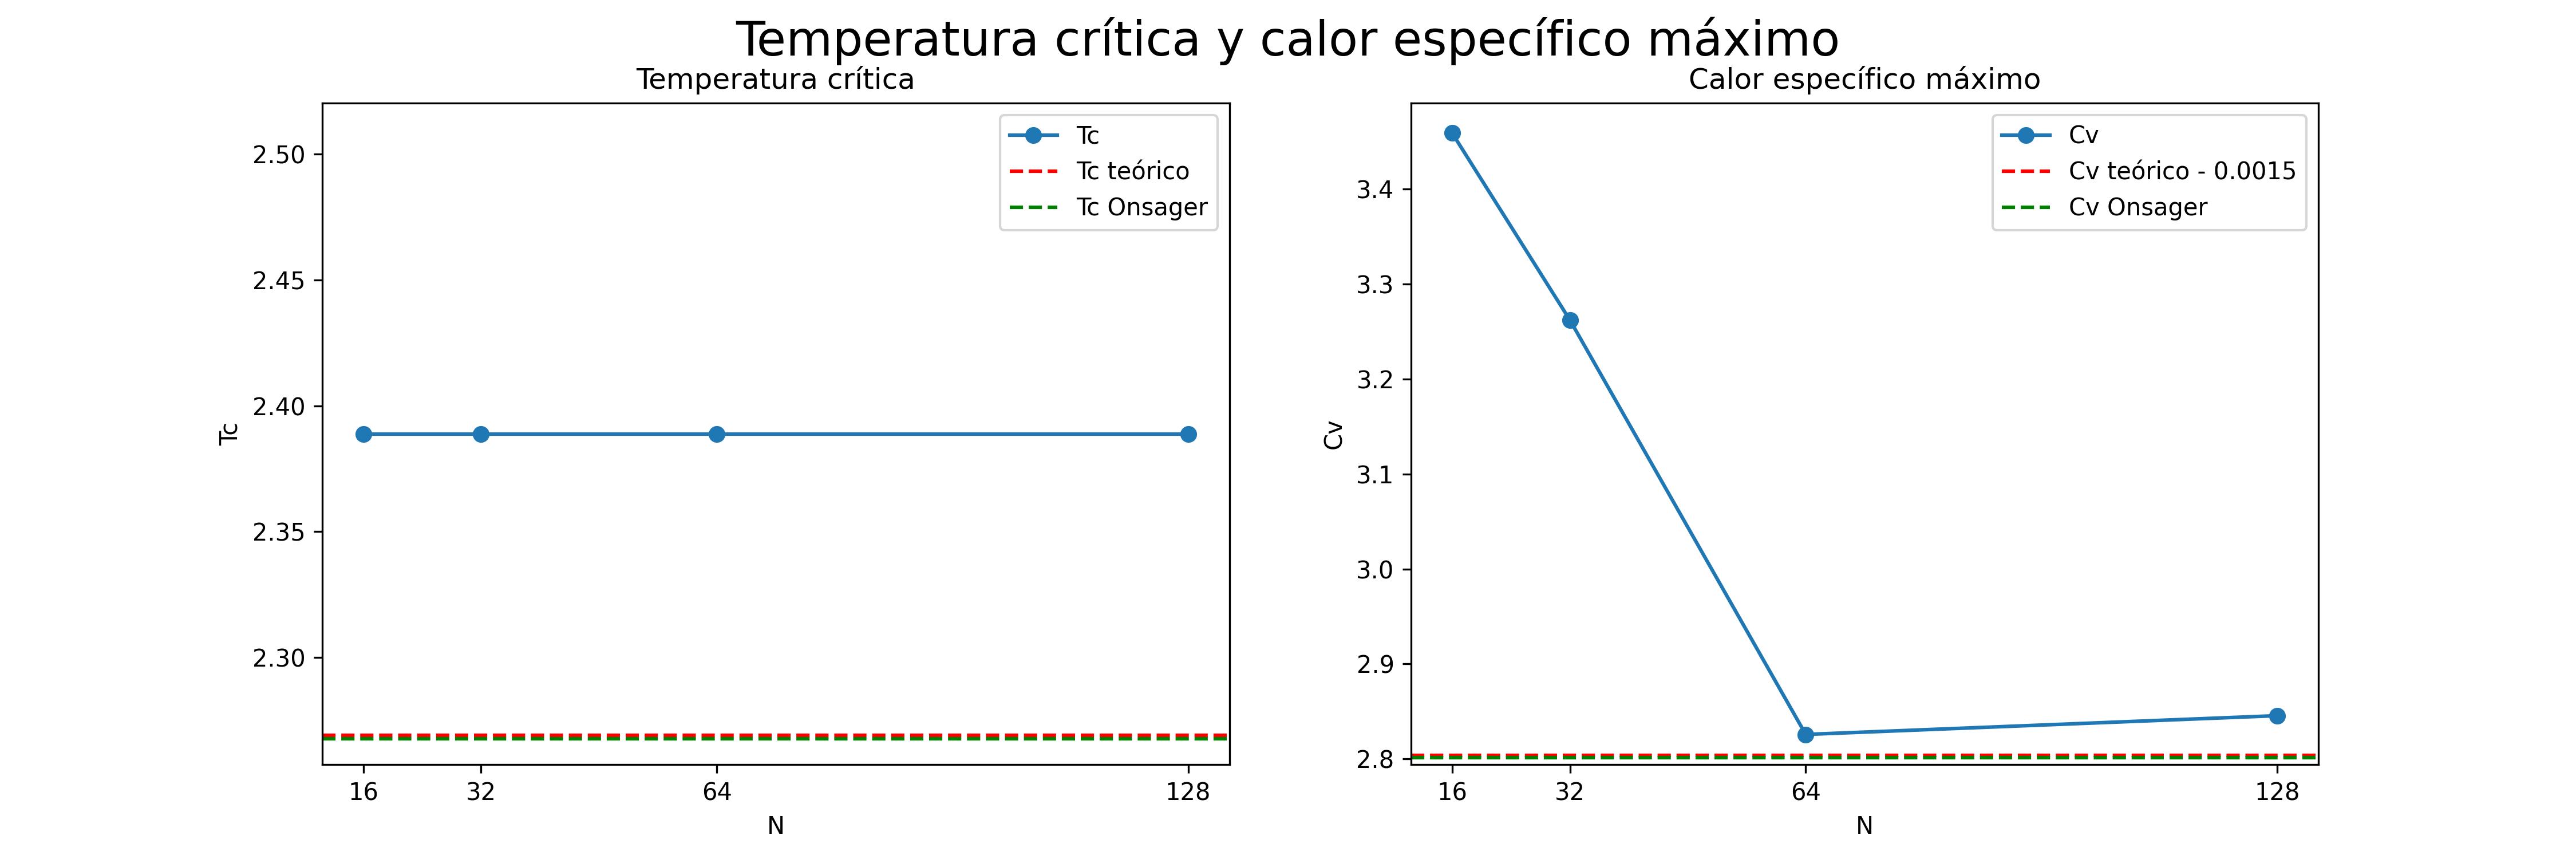 Temperatura crítica y calor específico máximo
Temperatura crítica
Tc
Tc teórico
Tc Onsager
2.50
2.45
2.40
2.35
2.30
Tc
16 32 64 128
N
Calor específico máximo
Cv
Cv teórico - 0.0015
Cv Onsager
3.4
3.3
3.2
3.1
3.0
2.9
2.8
Cv
16 32 64 128
N